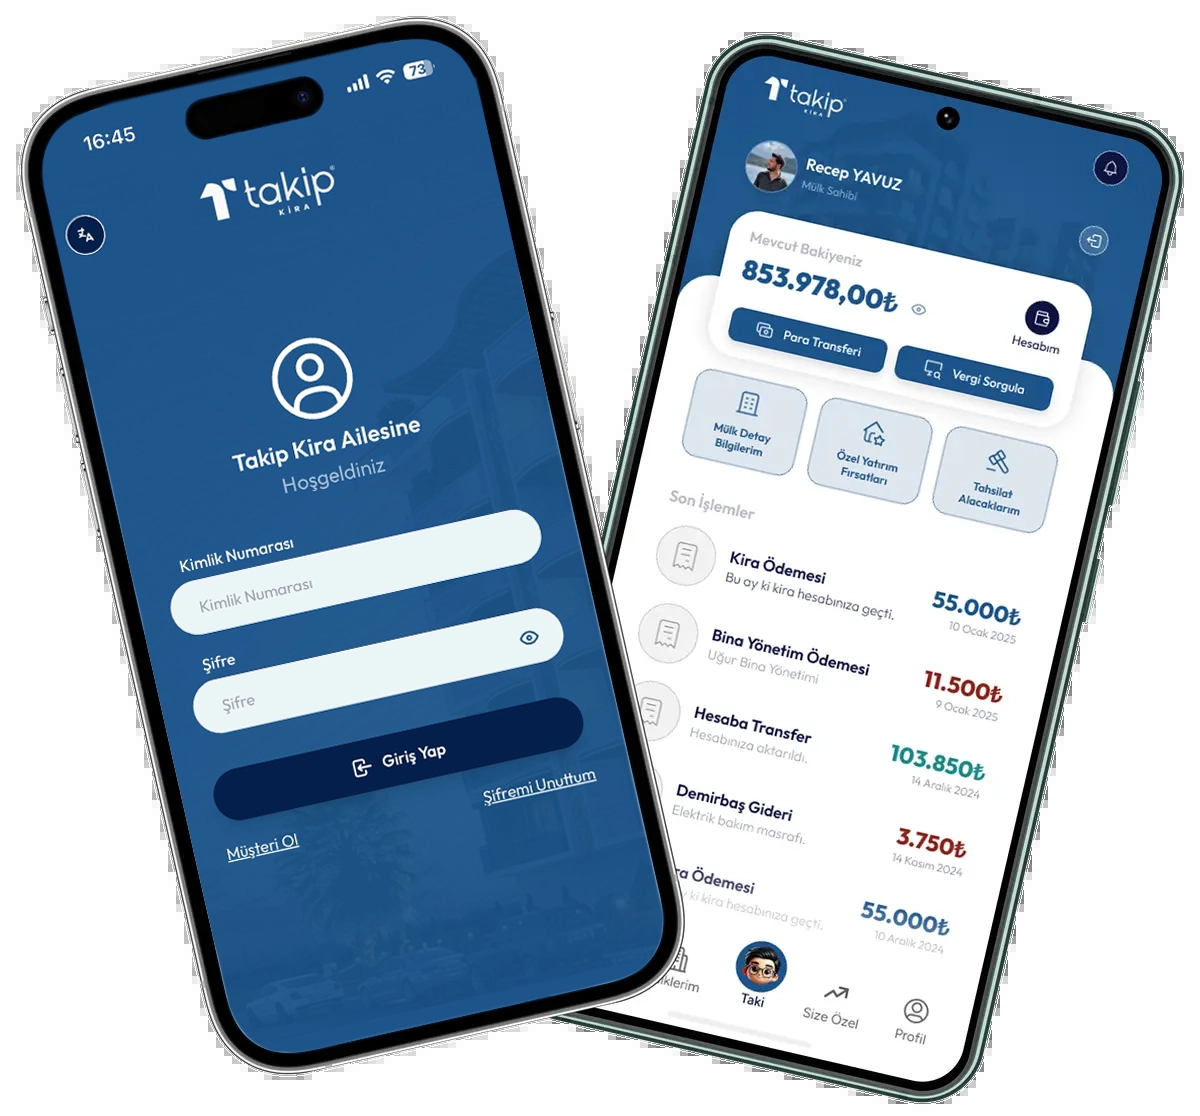 16:45
73
takip
KİRA
Takip Kira Ailesine
Hoşgeldiniz
Kimlik Numarası
Kimlik Numarası
Şifre
Şifre
Giriş Yap
Şifremi Unuttum
Müşteri Ol
takip
KİRA
Recep YAVUZ
Mülk Sahibi
Mevcut Bakiyeniz
853.978,00₺
Hesabım
Para Transferi
Vergi Sorgula
Mülk Detay
Bilgilerim
Özel Yatırım
Fırsatları
Tahsilat
Alacaklarım
Son İşlemler
Kira Ödemesi
Bu ay ki kira hesabınıza geçti.
55.000₺
10 Ocak 2025
Bina Yönetim Ödemesi
Uğur Bina Yönetimi
11.500₺
9 Ocak 2025
Hesaba Transfer
Hesabınıza aktarıldı.
103.850₺
14 Aralık 2024
Demirbaş Gideri
Elektrik bakım masrafı.
3.750₺
14 Kasım 2024
ra Ödemesi
y ki kira hesabınıza geçti.
55.000₺
10 Aralık 2024
lklerim
Taki
Size Özel
Profil